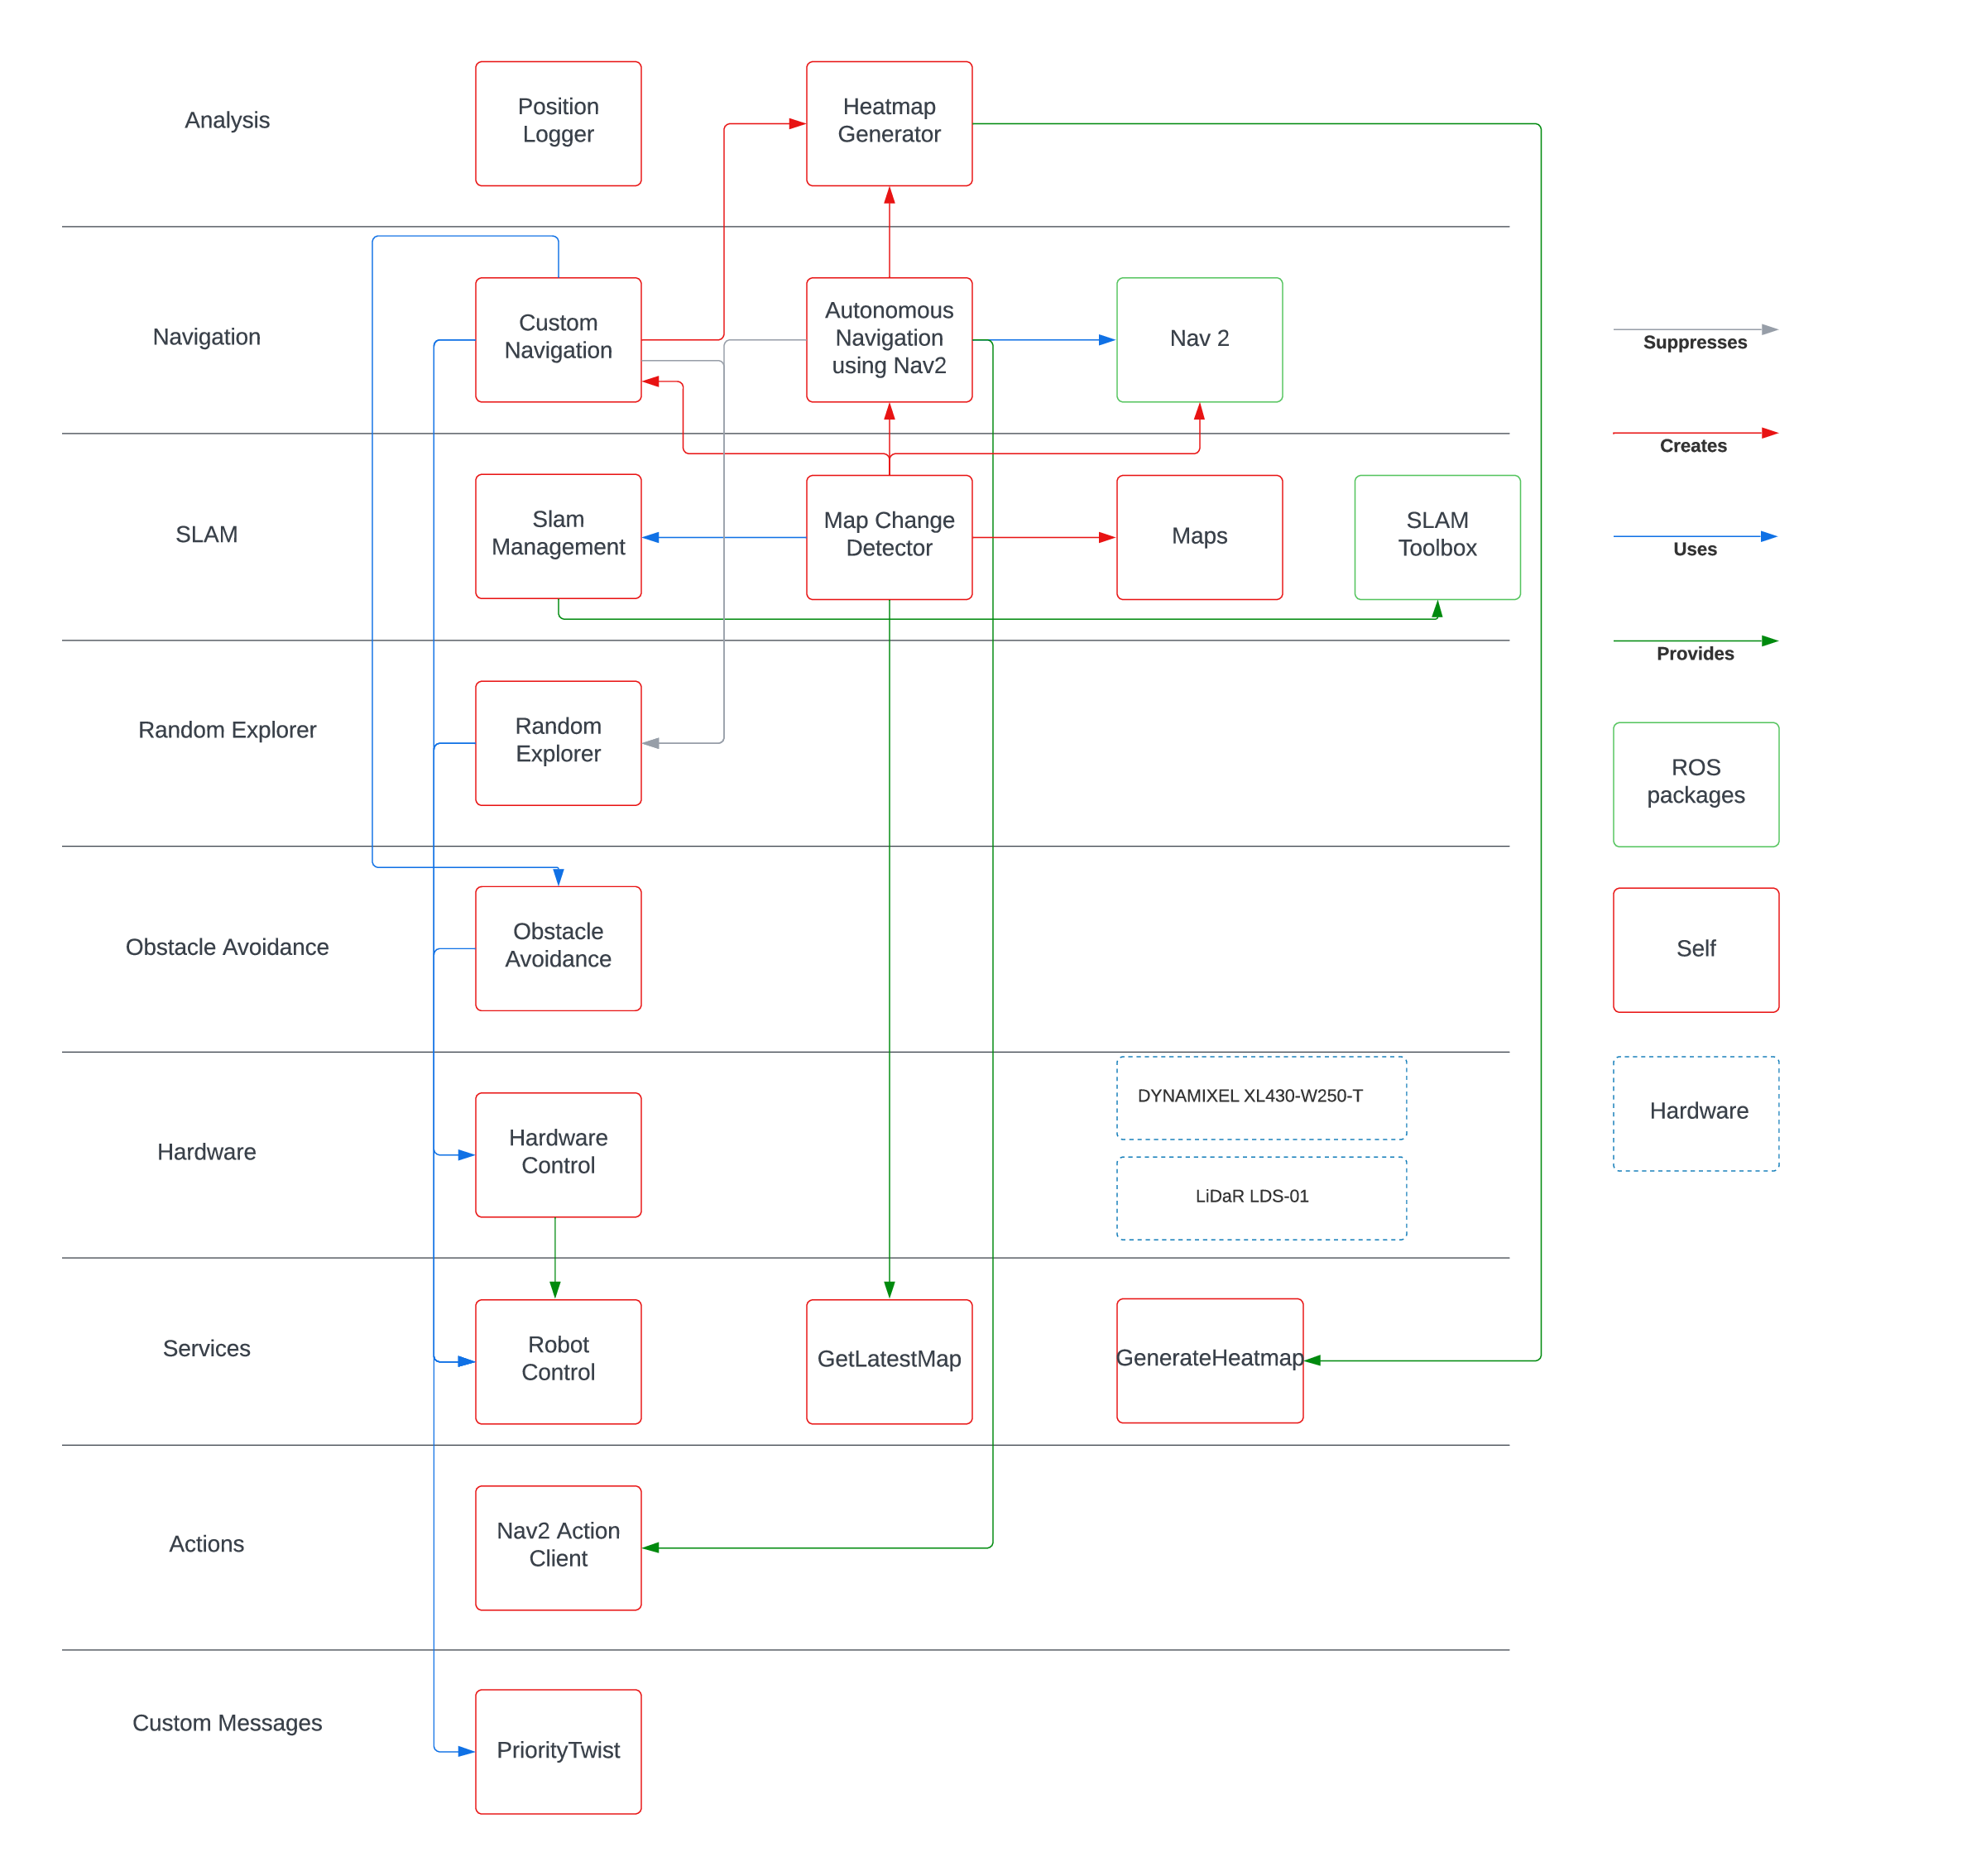 Analysis
Position
Logger
Heatmap
Generator
Navigation
Custom
Navigation
Autonomous
Navigation
using Nav2
Nav 2
Suppresses
Creates
SLAM
Slam
Management
Map Change
Detector
Maps
SLAM
Toolbox
Uses
Provides
Random Explorer
Random
Explorer
ROS
packages
Obstacle Avoidance
Obstacle
Avoidance
Self
Hardware
Hardware
Control
DYNAMIXEL XL430-W250-T
LiDaR LDS-01
Hardware
Services
Robot
Control
GetLatestMap
GenerateHeatmap
Actions
Nav2 Action
Client
Custom Messages
PriorityTwist